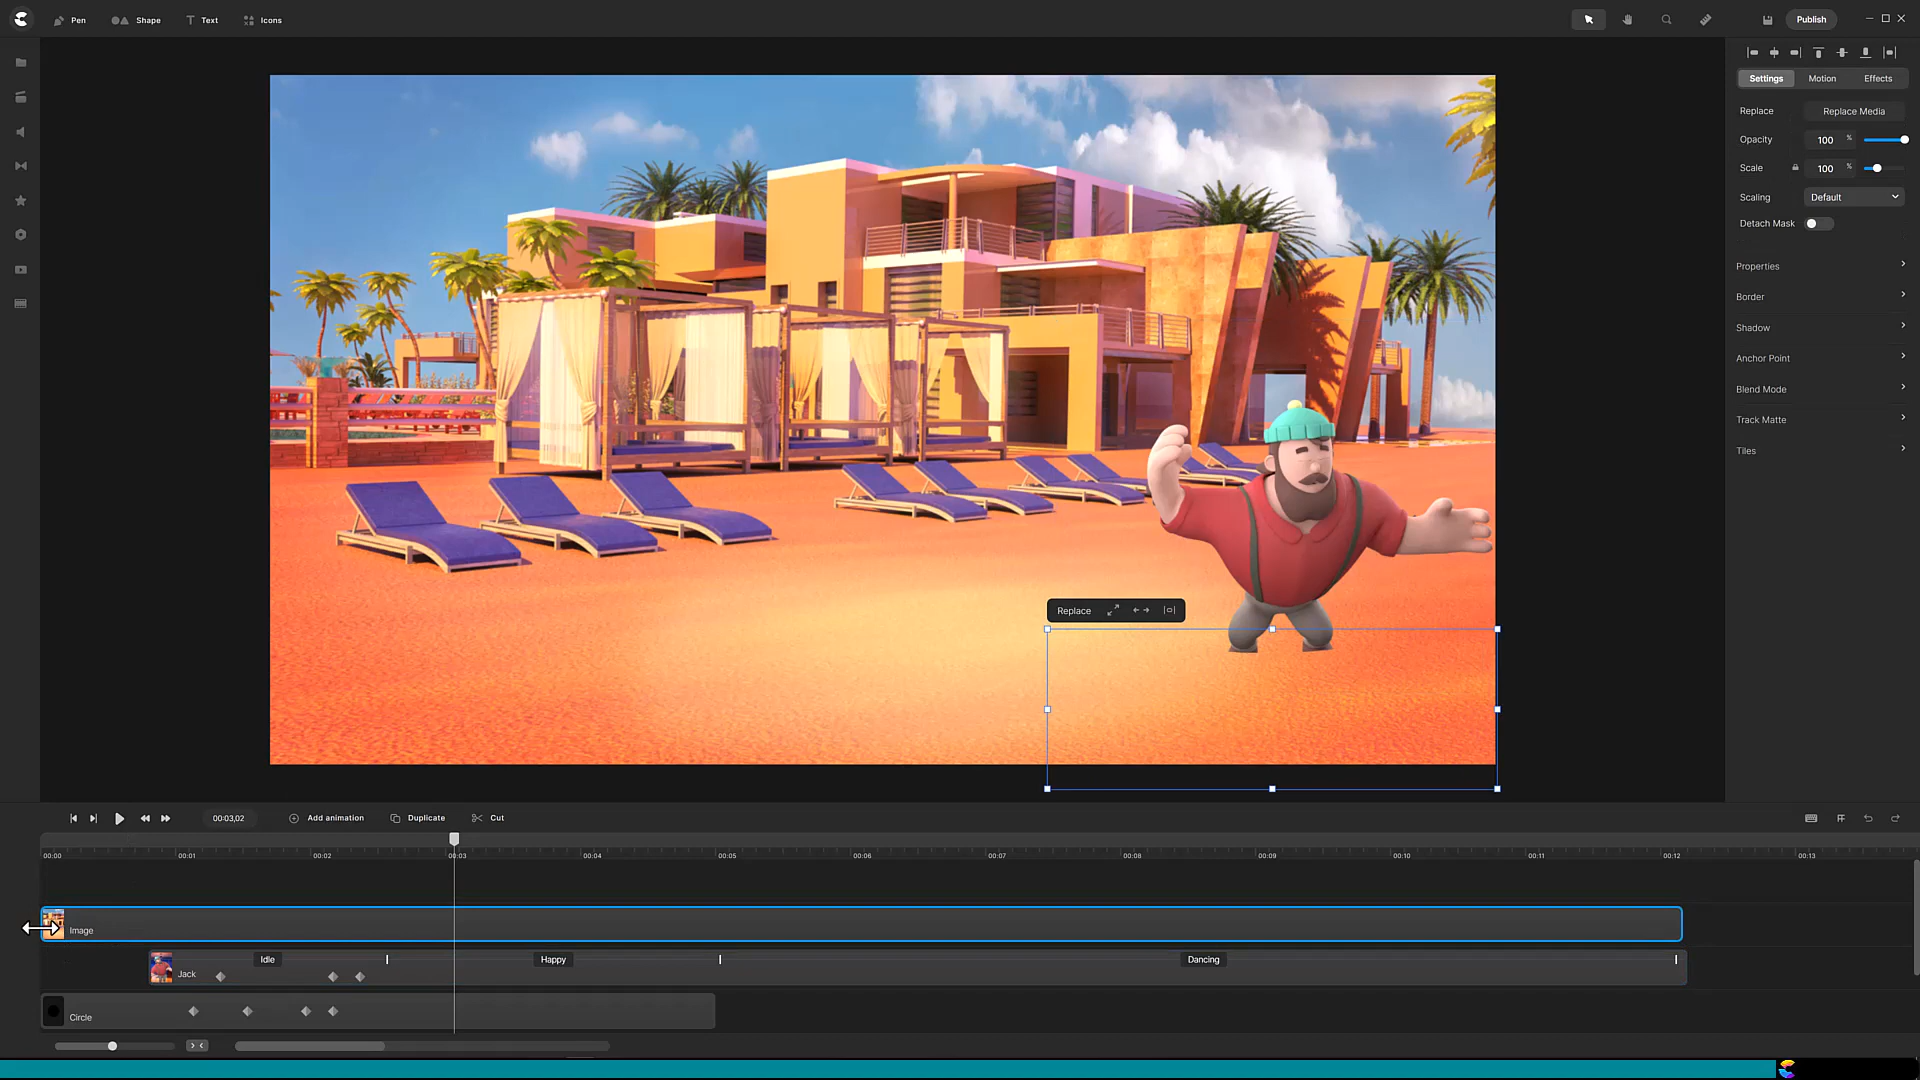 Pen
Shape
Text
Icons
Publish
Settings
Motion
Effects
Replace
Replace Media
Opacity
100 %
Scale
100 %
Scaling
Default
Detach Mask
Properties
Border
Shadow
Anchor Point
Blend Mode
Track Matte
Tiles
Replace
00:03,02
Add animation
Duplicate
Cut
00:00
00:01
00:02
00:03
00:04
00:05
00:06
00:07
00:08
00:09
00:10
00:11
00:12
00:13
Image
Jack
Idle
Happy
Dancing
Circle